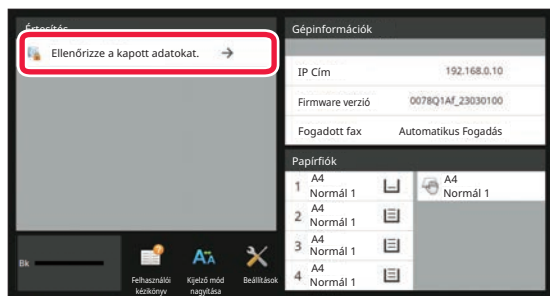 Értesítés
Ellenőrizze a kapott adatokat.
Bk
Felhasználói
kézikönyv
Kijelző mód
nagyítása
Beállítások
Gépinformációk
IP Cím 192.168.0.10
Firmware verzió 0078Q1Af_23030100
Fogadott fax Automatikus Fogadás
Papírfiók
1 A4
Normál 1
A4
Normál 1
2 A4
Normál 1
3 A4
Normál 1
4 A4
Normál 1